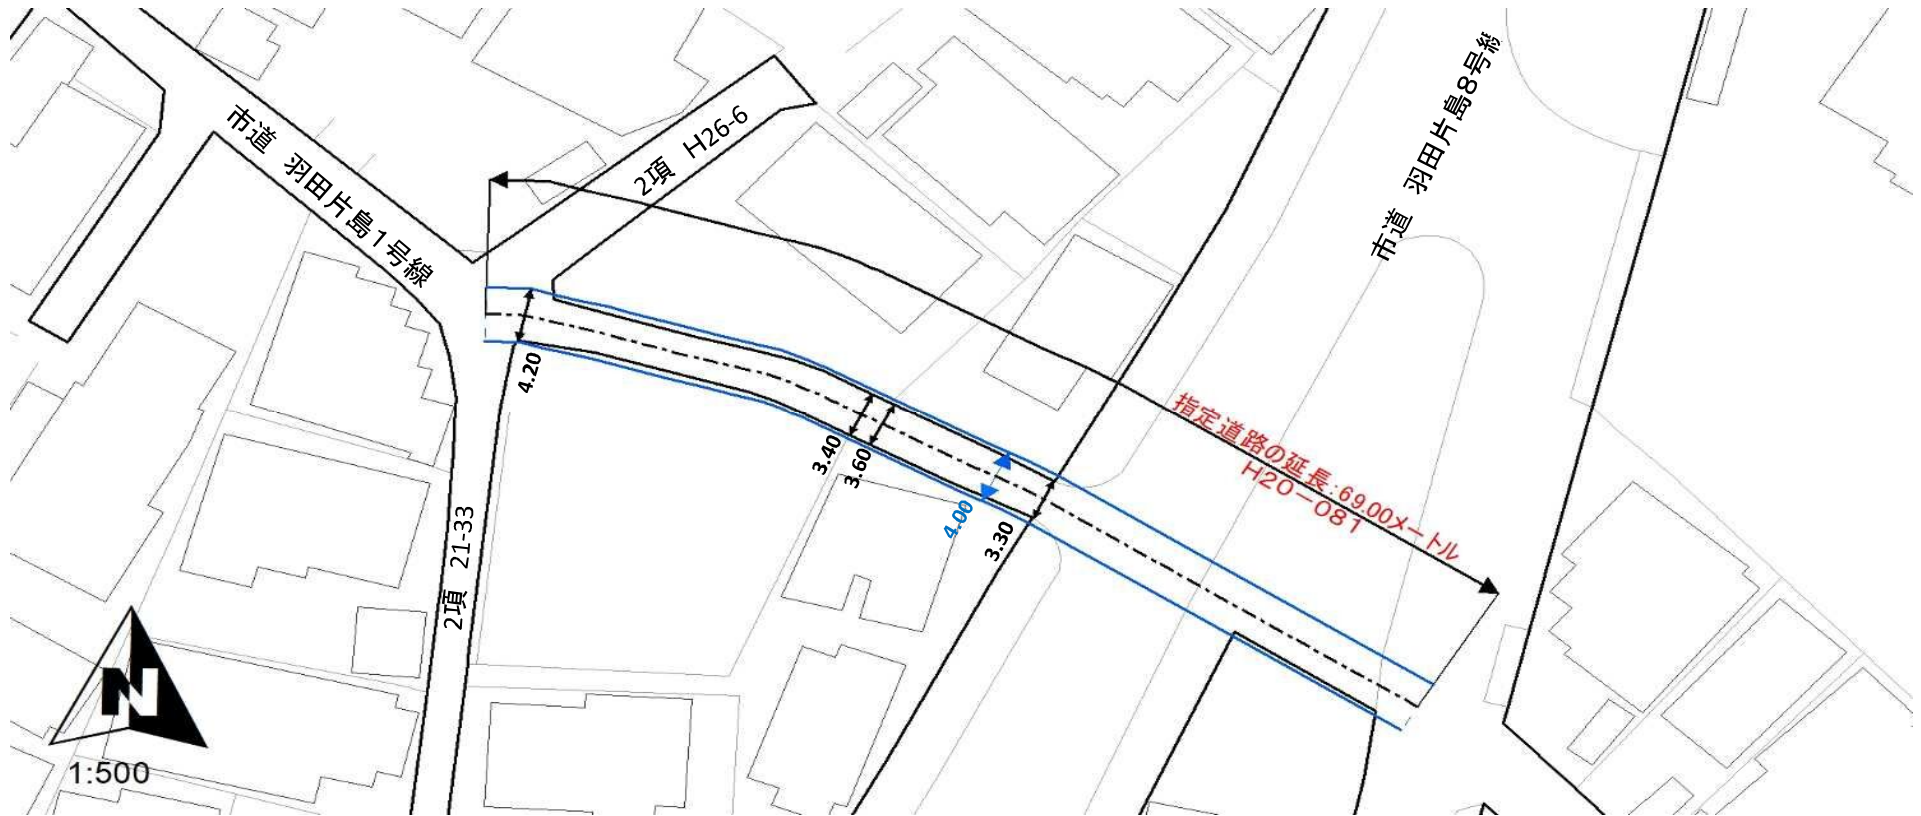 市道 羽田片島8号線
2項 H26-6
市道 羽田片島1号線
4.20
3.40
3.60
4.00
3.30
指定道路の延長:69.00メートル
H20-081
2項 21-33
N
1:500